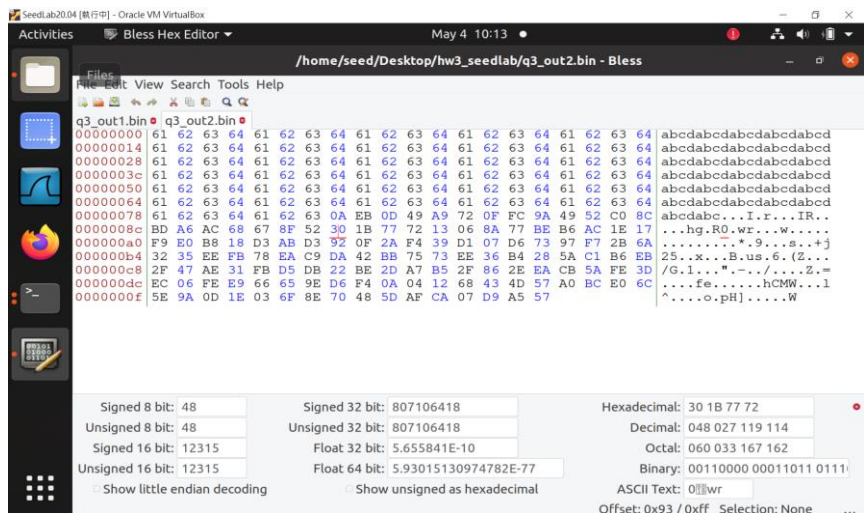 SeedLab20.04 [執行中] - Oracle VM VirtualBox
Activities Bless Hex Editor May 4 10:13
/home/seed/Desktop/hw3_seedlab/q3_out2.bin - Bless
Files
File Edit View Search Tools Help
q3_out1.bin q3_out2.bin
00000000 61 62 63 64 61 62 63 64 61 62 63 64 61 62 63 64 61 62 63 64 abcdabcdabcdabcdabcd
00000014 61 62 63 64 61 62 63 64 61 62 63 64 61 62 63 64 61 62 63 64 abcdabcdabcdabcdabcd
00000028 61 62 63 64 61 62 63 64 61 62 63 64 61 62 63 64 61 62 63 64 abcdabcdabcdabcdabcd
0000003c 61 62 63 64 61 62 63 64 61 62 63 64 61 62 63 64 61 62 63 64 abcdabcdabcdabcdabcd
00000050 61 62 63 64 61 62 63 64 61 62 63 64 61 62 63 64 61 62 63 64 abcdabcdabcdabcdabcd
00000064 61 62 63 64 61 62 63 64 61 62 63 64 61 62 63 64 61 62 63 64 abcdabcdabcdabcdabcd
00000078 61 62 63 64 61 62 63 0A EB 0D 49 A9 72 0F FC 9A 49 52 C0 8C abcdabc...I.r...IR..
0000008c BD A6 AC 68 67 8F 52 30 1B 77 72 13 06 8A 77 BE B6 AC 1E 17 ...hg.R0.wr...w.....
000000a0 F9 E0 B8 18 D3 AB D3 92 0F 2A F4 39 D1 07 D6 73 97 F7 2B 6A .........*.9...s..+j
000000b4 32 35 EE FB 78 EA C9 DA 42 BB 75 73 EE 36 B4 28 5A C1 B6 EB 25..x...B.us.6.(Z...
000000c8 2F 47 AE 31 FB D5 DB 22 BE 2D A7 B5 2F 86 2E EA CB 5A FE 3D /G.1...".-../....Z.=
000000dc EC 06 FE E9 66 65 9E D6 F4 0A 04 12 68 43 4D 57 A0 BC E0 6C ....fe......hCMW...l
0000000f 5E 9A 0D 1E 03 6F 8E 70 48 5D AF CA 07 D9 A5 57 ^....o.pH].....W
Signed 8 bit: 48 Signed 32 bit: 807106418 Hexadecimal: 30 1B 77 72
Unsigned 8 bit: 48 Unsigned 32 bit: 807106418 Decimal: 048 027 119 114
Signed 16 bit: 12315 Float 32 bit: 5.655841E-10 Octal: 060 033 167 162
Unsigned 16 bit: 12315 Float 64 bit: 5.93015130974782E-77 Binary: 00110000 00011011 0111
Show little endian decoding Show unsigned as hexadecimal ASCII Text: 0wr
Offset: 0x93 / 0xff Selection: None ...